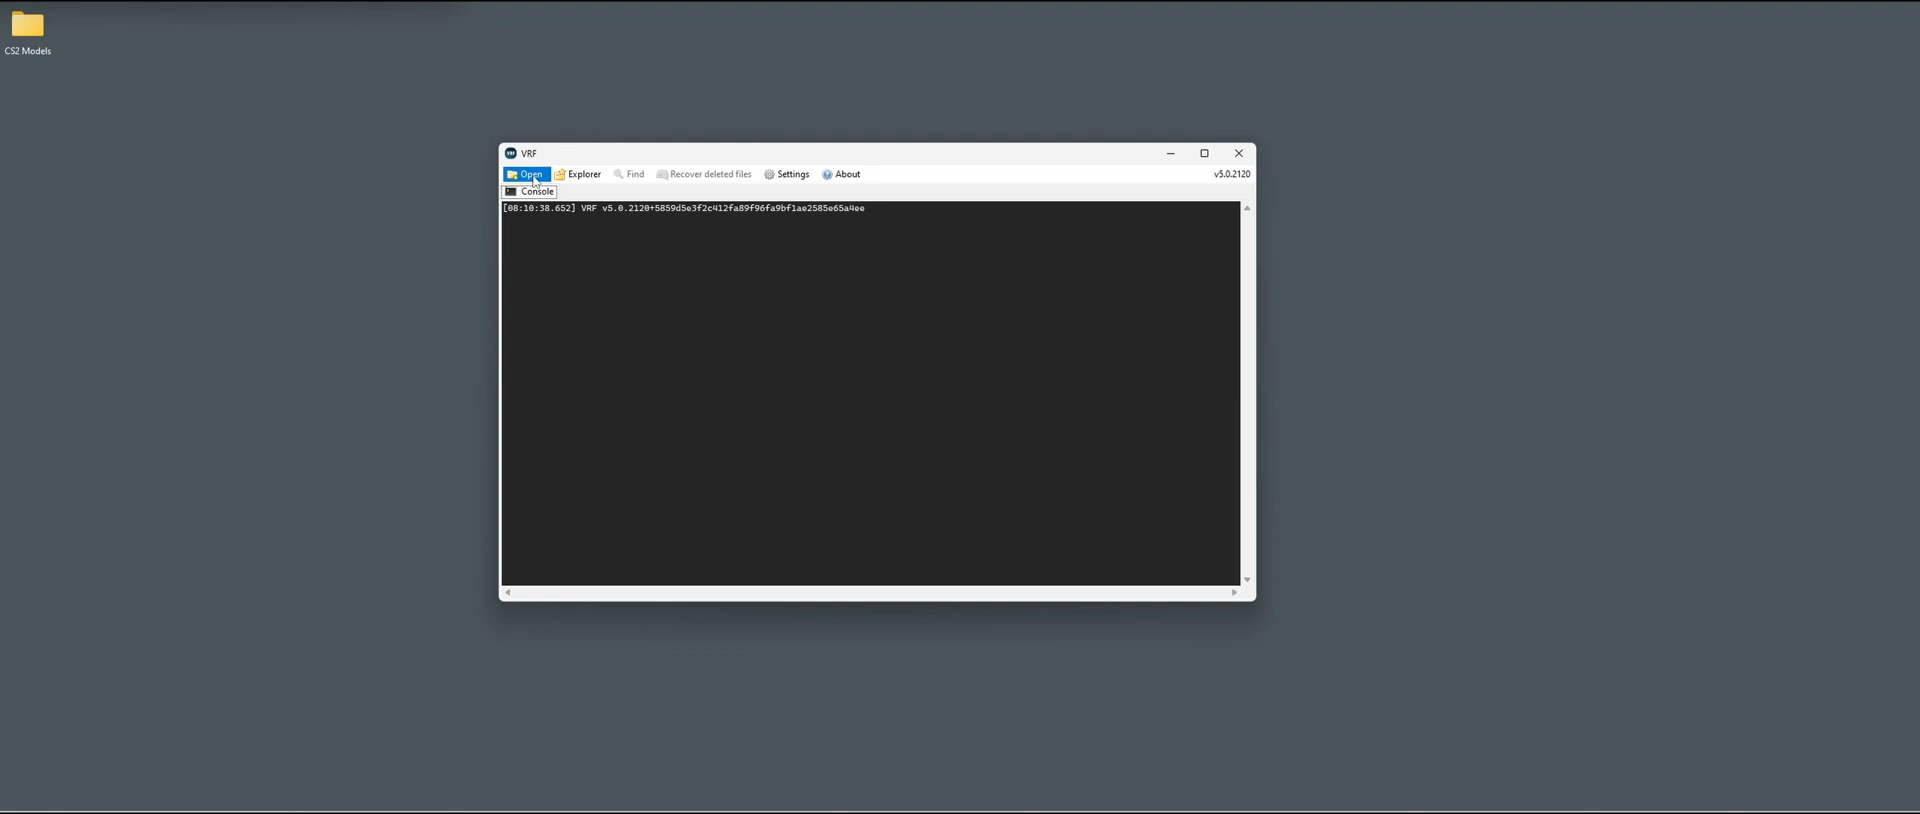 CS2 Models
VRF
Open Explorer Find Recover deleted files Settings About v5.0.2120
Console
[08:10:38.652] VRF v5.0.2120+5859d5e3f2c412fa89f96fa9bf1ae2585e65a4ee